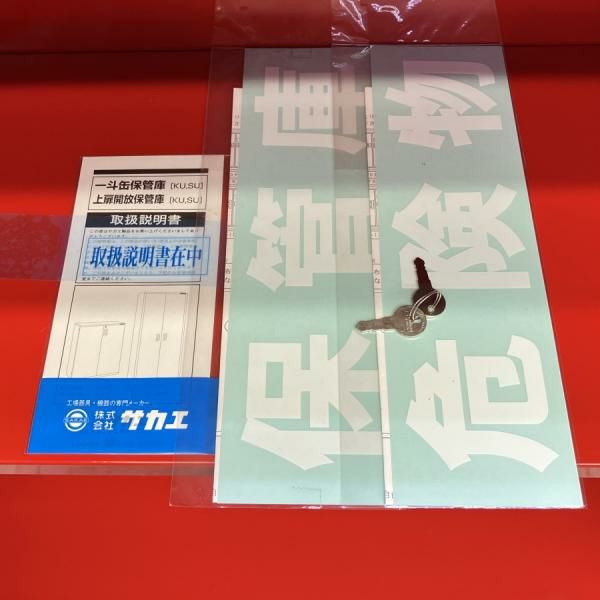 一斗缶保管庫 [KU,SU]
上扉開放保管庫 [KU,SU]
取扱説明書
取扱説明書在中
工場器具・機器の専門メーカー
株式会社 サカエ
危険物
保管庫